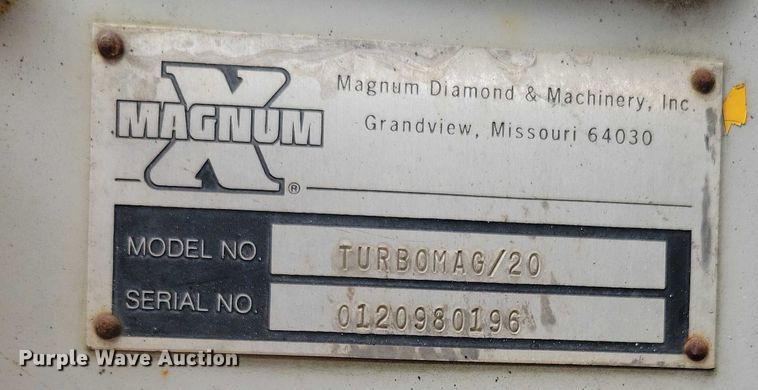 X
MAGNUM
®
Magnum Diamond & Machinery, Inc.
Grandview, Missouri 64030
MODEL NO. TURBOMAG/20
SERIAL NO. 0120980196
Purple Wave Auction